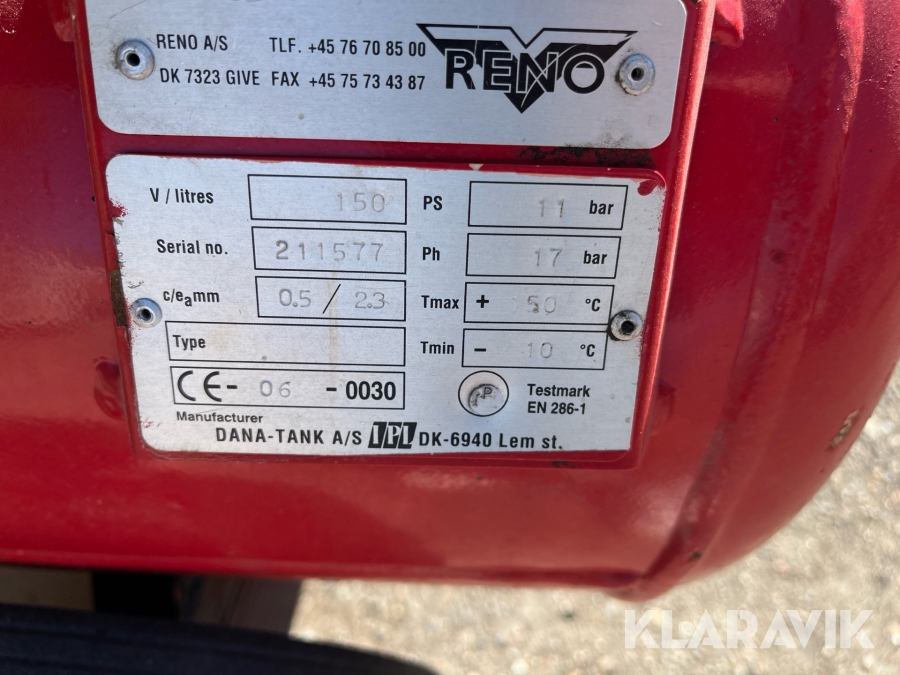 RENO A/S TLF. +45 76 70 85 00
DK 7323 GIVE FAX +45 75 73 43 87
RENO
V / litres 150 PS 11 bar
Serial no. 211577 Ph 17 bar
c/eamm 0.5 / 2.3 Tmax + 50 °C
Type Tmin - 10 °C
CE- 06 -0030 Testmark
EN 286-1
Manufacturer
DANA-TANK A/S IPL DK-6940 Lem st.
KLARAVIK